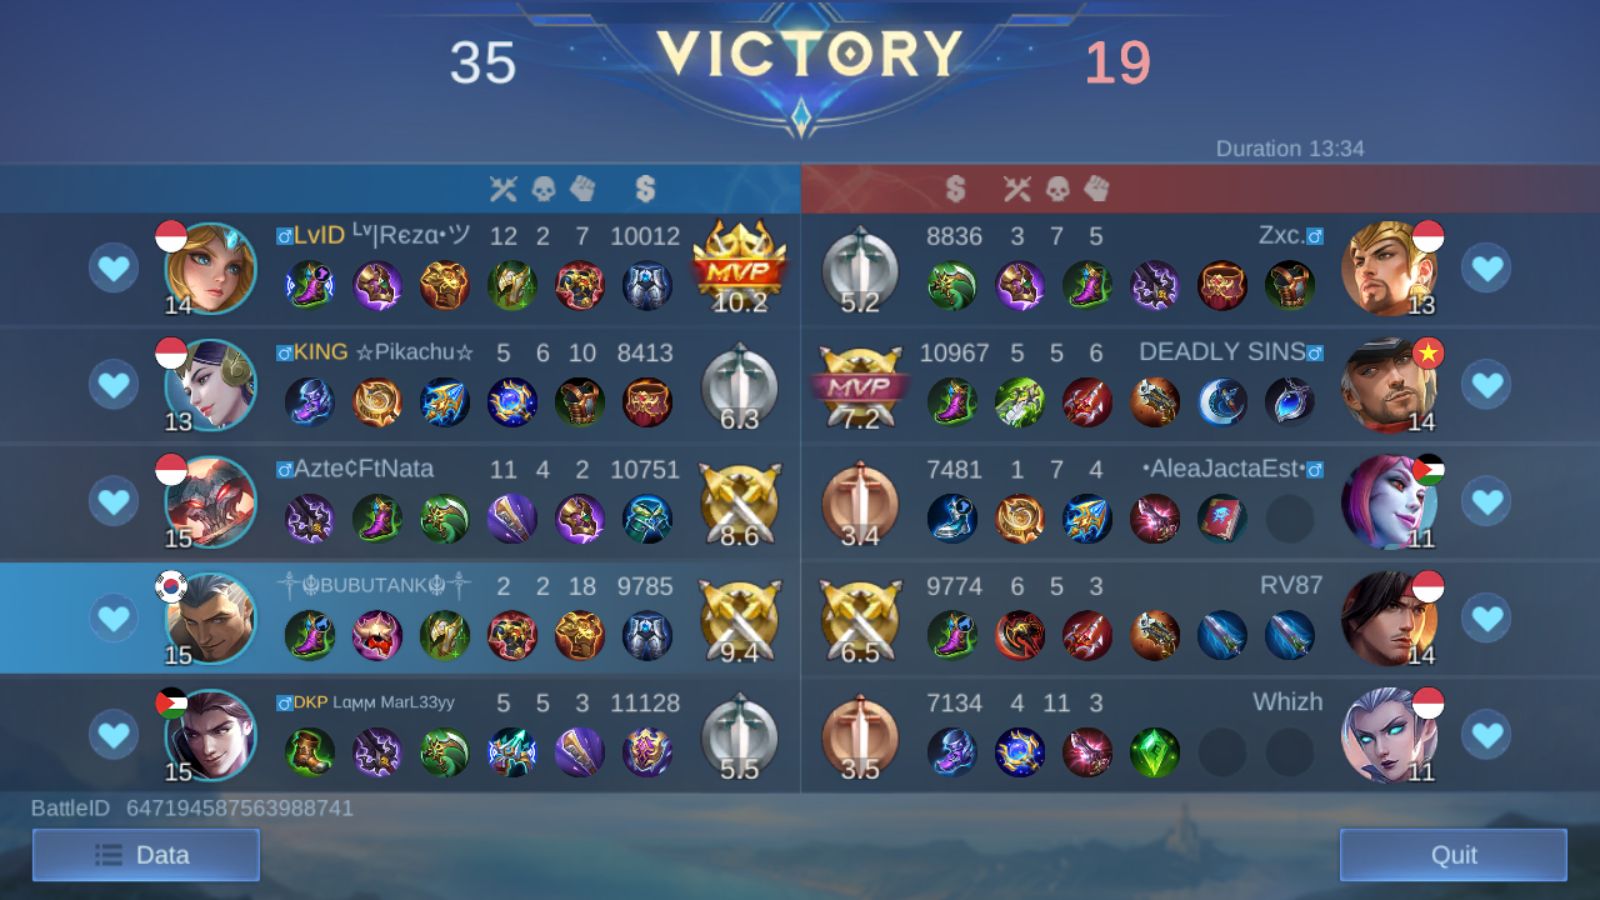 35 VICTORY 19
Duration 13:34
LvID ᴸᵛ|Rєzα•ツ 12 2 7 10012 MVP 10.2 14
5.2 8836 3 7 5 Zxc. 13
KING ☆Pikachu☆ 5 6 10 8413 6.3 13
MVP 7.2 10967 5 5 6 DEADLY SINS 14
Azte¢FtNata 11 4 2 10751 8.6 15
3.4 7481 1 7 4 •AleaJactaEst• 11
BUBUTANK 2 2 18 9785 9.4 15
6.5 9774 6 5 3 RV87 14
DKP Lαмм MarL33yy 5 5 3 11128 5.5 15
3.5 7134 4 11 3 Whizh 11
BattleID 647194587563988741
Data
Quit